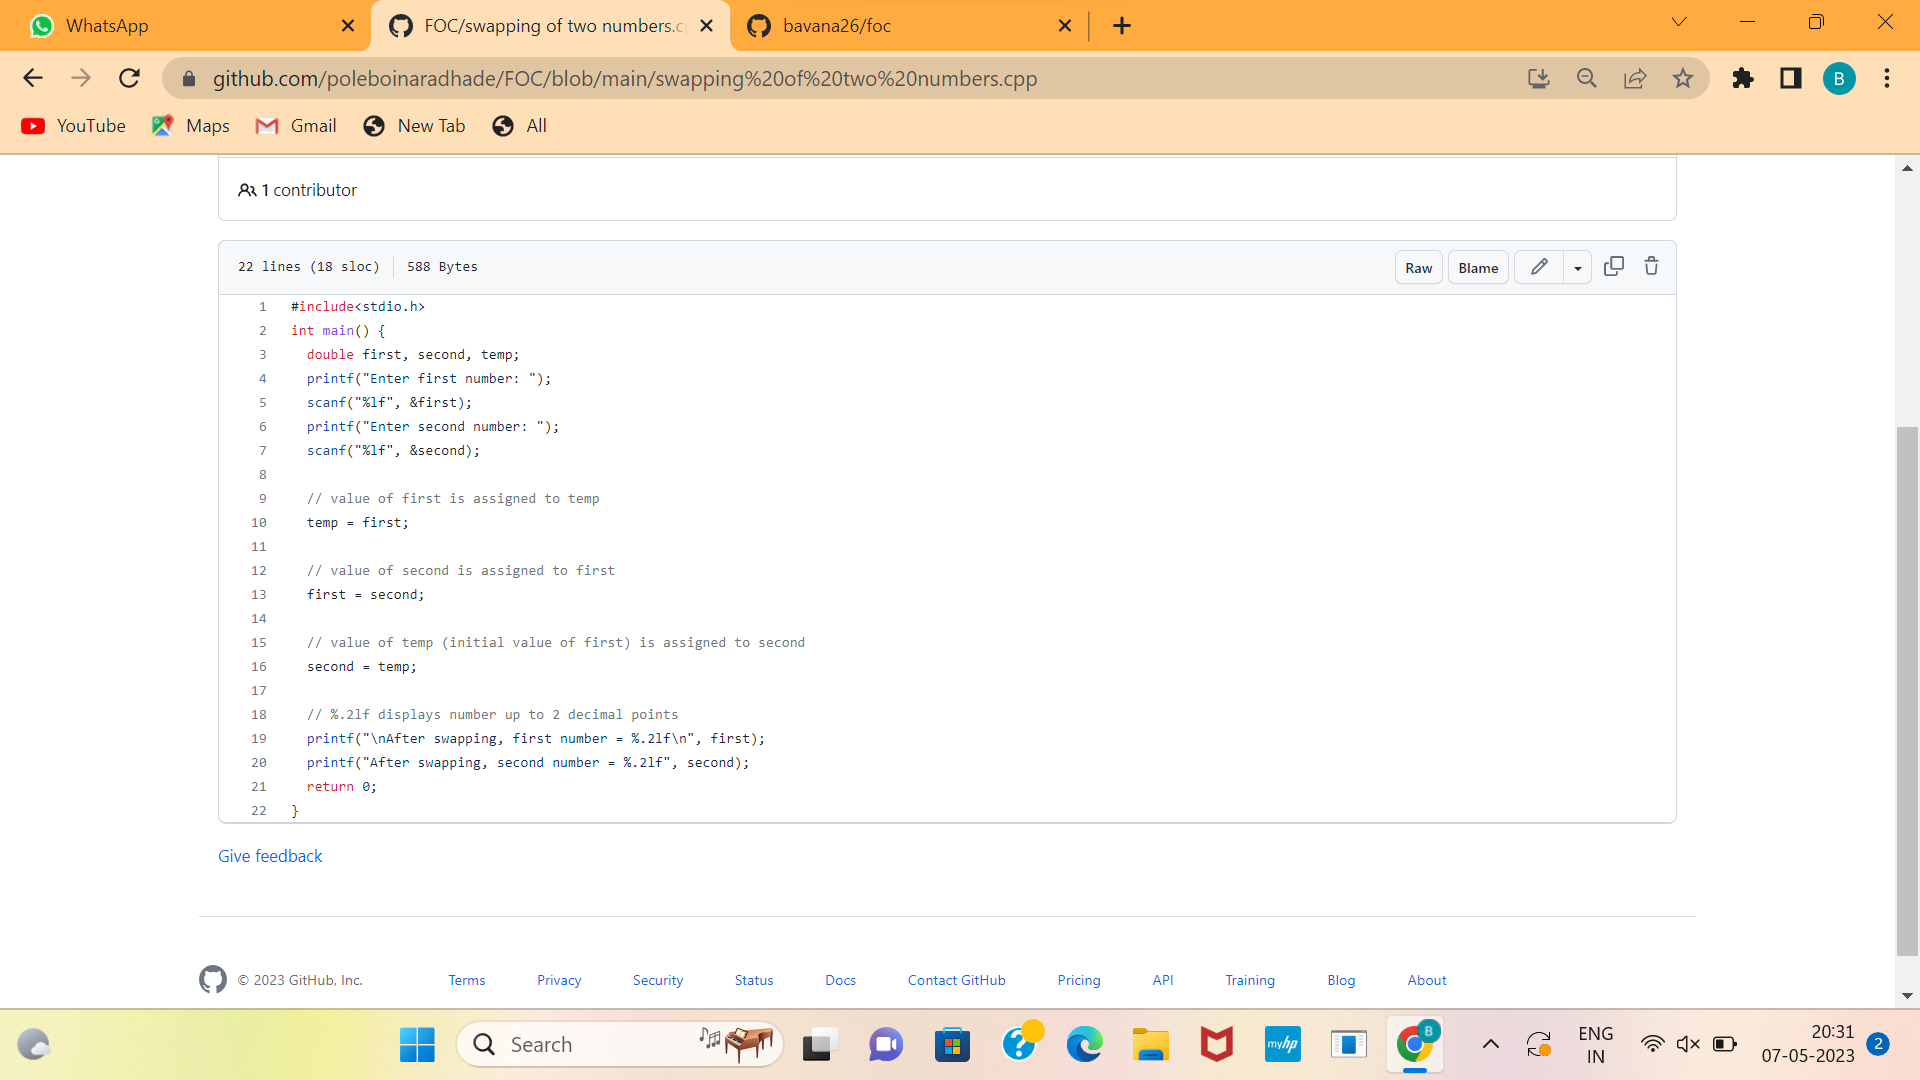 WhatsApp
FOC/swapping of two numbers.c
bavana26/foc
github.com/poleboinaradhade/FOC/blob/main/swapping%20of%20two%20numbers.cpp
B
YouTube
Maps
Gmail
New Tab
All
1 contributor
22 lines (18 sloc)
588 Bytes
Raw
Blame
1 #include<stdio.h>
2 int main() {
3 double first, second, temp;
4 printf("Enter first number: ");
5 scanf("%lf", &first);
6 printf("Enter second number: ");
7 scanf("%lf", &second);
8
9 // value of first is assigned to temp
10 temp = first;
11
12 // value of second is assigned to first
13 first = second;
14
15 // value of temp (initial value of first) is assigned to second
16 second = temp;
17
18 // %.2lf displays number up to 2 decimal points
19 printf("\nAfter swapping, first number = %.2lf\n", first);
20 printf("After swapping, second number = %.2lf", second);
21 return 0;
22 }
Give feedback
© 2023 GitHub, Inc.
Terms
Privacy
Security
Status
Docs
Contact GitHub
Pricing
API
Training
Blog
About
Search
myhp
B
ENG
IN
20:31
07-05-2023
2